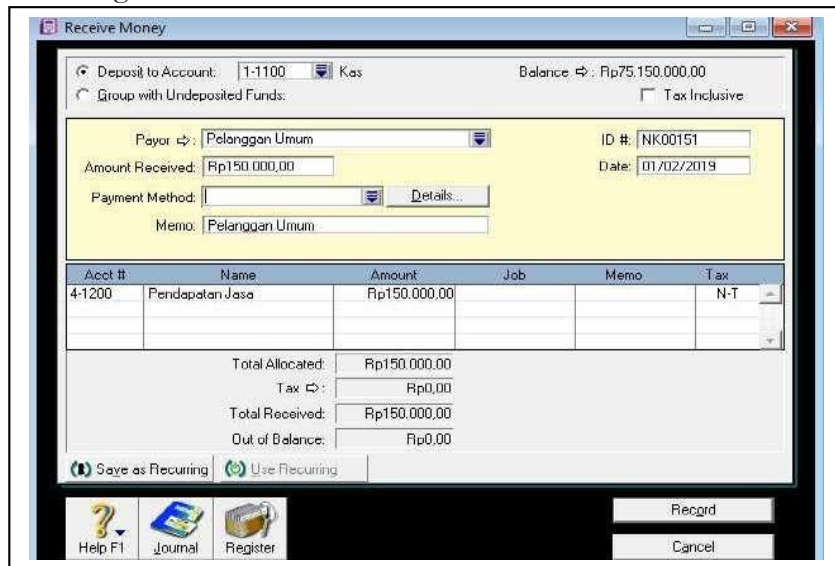 Receive Money
Deposit to Account: 1-1100 Kas Balance ⇨ : Rp75.150.000,00
Group with Undeposited Funds: Tax Inclusive
Payor ⇨ : Pelanggan Umum ID #: NK00151
Amount Received: Rp150.000,00 Date: 01/02/2019
Payment Method: Details...
Memo: Pelanggan Umum
Acct # Name Amount Job Memo Tax
4-1200 Pendapatan Jasa Rp150.000,00 N-T
Total Allocated: Rp150.000,00
Tax ⇨ : Rp0,00
Total Received: Rp150.000,00
Out of Balance: Rp0,00
Save as Recurring Use Recurring
Record
Help F1 Journal Register Cancel